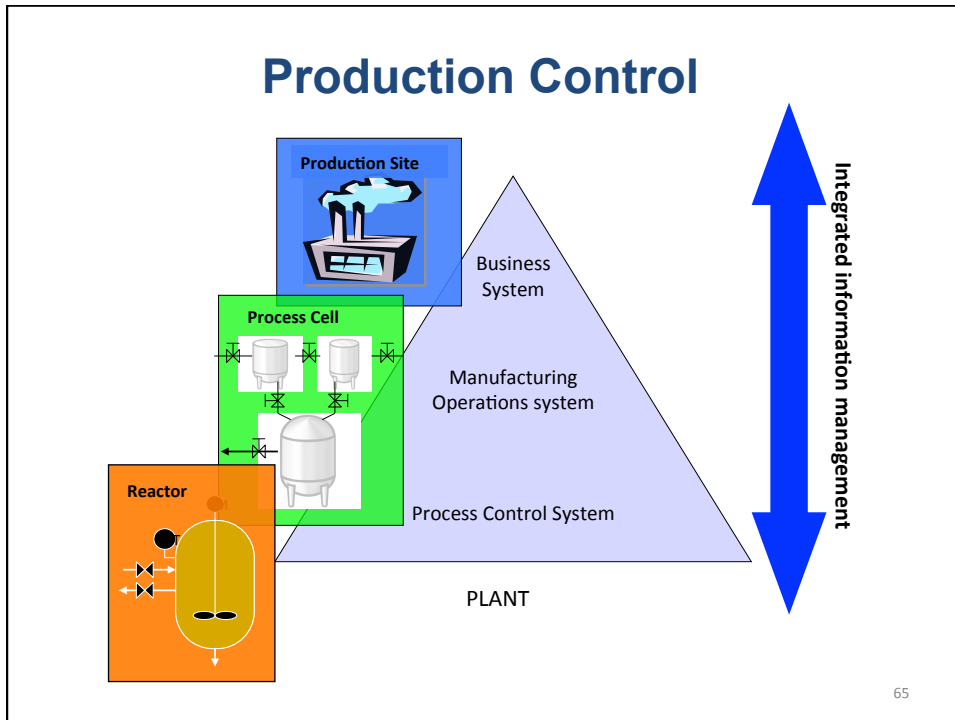 Production Control
Production Site
Business
System
Process Cell
Manufacturing
Operations system
Reactor
Process Control System
PLANT
Integrated information management
65